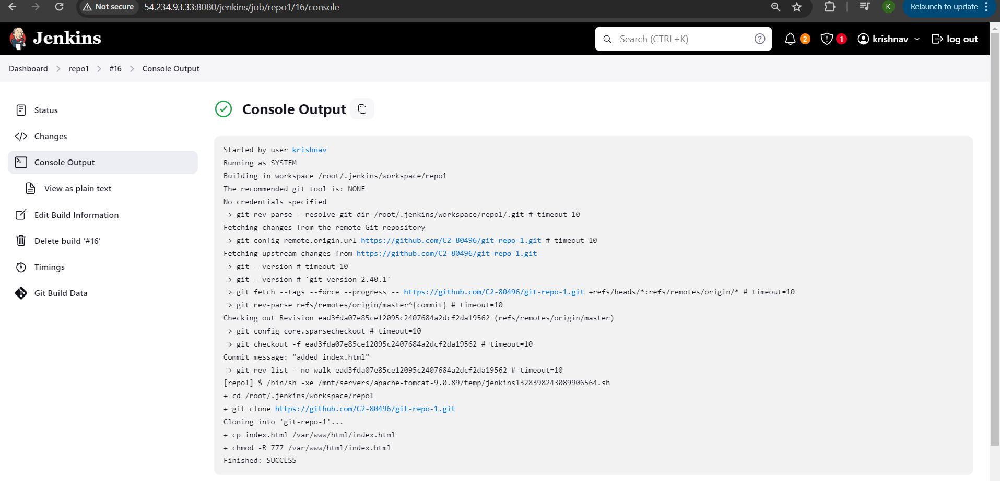 Not secure
54.234.93.33:8080/jenkins/job/repo1/16/console
K
Relaunch to update
Jenkins
Search (CTRL+K)
?
2
1
krishnav
log out
Dashboard
repo1
#16
Console Output
Status
Changes
Console Output
View as plain text
Edit Build Information
Delete build ‘#16’
Timings
Git Build Data
Console Output
Started by user krishnav
Running as SYSTEM
Building in workspace /root/.jenkins/workspace/repo1
The recommended git tool is: NONE
No credentials specified
> git rev-parse --resolve-git-dir /root/.jenkins/workspace/repo1/.git # timeout=10
Fetching changes from the remote Git repository
> git config remote.origin.url https://github.com/C2-80496/git-repo-1.git # timeout=10
Fetching upstream changes from https://github.com/C2-80496/git-repo-1.git
> git --version # timeout=10
> git --version # 'git version 2.40.1'
> git fetch --tags --force --progress -- https://github.com/C2-80496/git-repo-1.git +refs/heads/*:refs/remotes/origin/* # timeout=10
> git rev-parse refs/remotes/origin/master^{commit} # timeout=10
Checking out Revision ead3fda07e85ce12095c2407684a2dcf2da19562 (refs/remotes/origin/master)
> git config core.sparsecheckout # timeout=10
> git checkout -f ead3fda07e85ce12095c2407684a2dcf2da19562 # timeout=10
Commit message: "added index.html"
> git rev-list --no-walk ead3fda07e85ce12095c2407684a2dcf2da19562 # timeout=10
[repo1] $ /bin/sh -xe /mnt/servers/apache-tomcat-9.0.89/temp/jenkins1328398243089906564.sh
+ cd /root/.jenkins/workspace/repo1
+ git clone https://github.com/C2-80496/git-repo-1.git
Cloning into 'git-repo-1'...
+ cp index.html /var/www/html/index.html
+ chmod -R 777 /var/www/html/index.html
Finished: SUCCESS